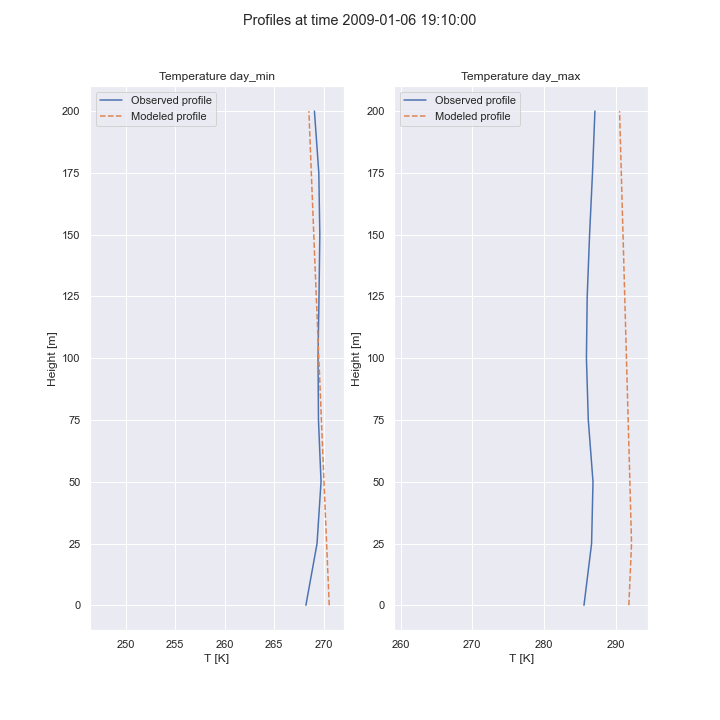 Profiles at time 2009-01-06 19:10:00
Temperature day_min
Observed profile
Modeled profile
200
175
150
125
100
75
50
25
0
Height [m]
250
255
260
265
270
T [K]
Temperature day_max
Observed profile
Modeled profile
200
175
150
125
100
75
50
25
0
Height [m]
260
270
280
290
T [K]